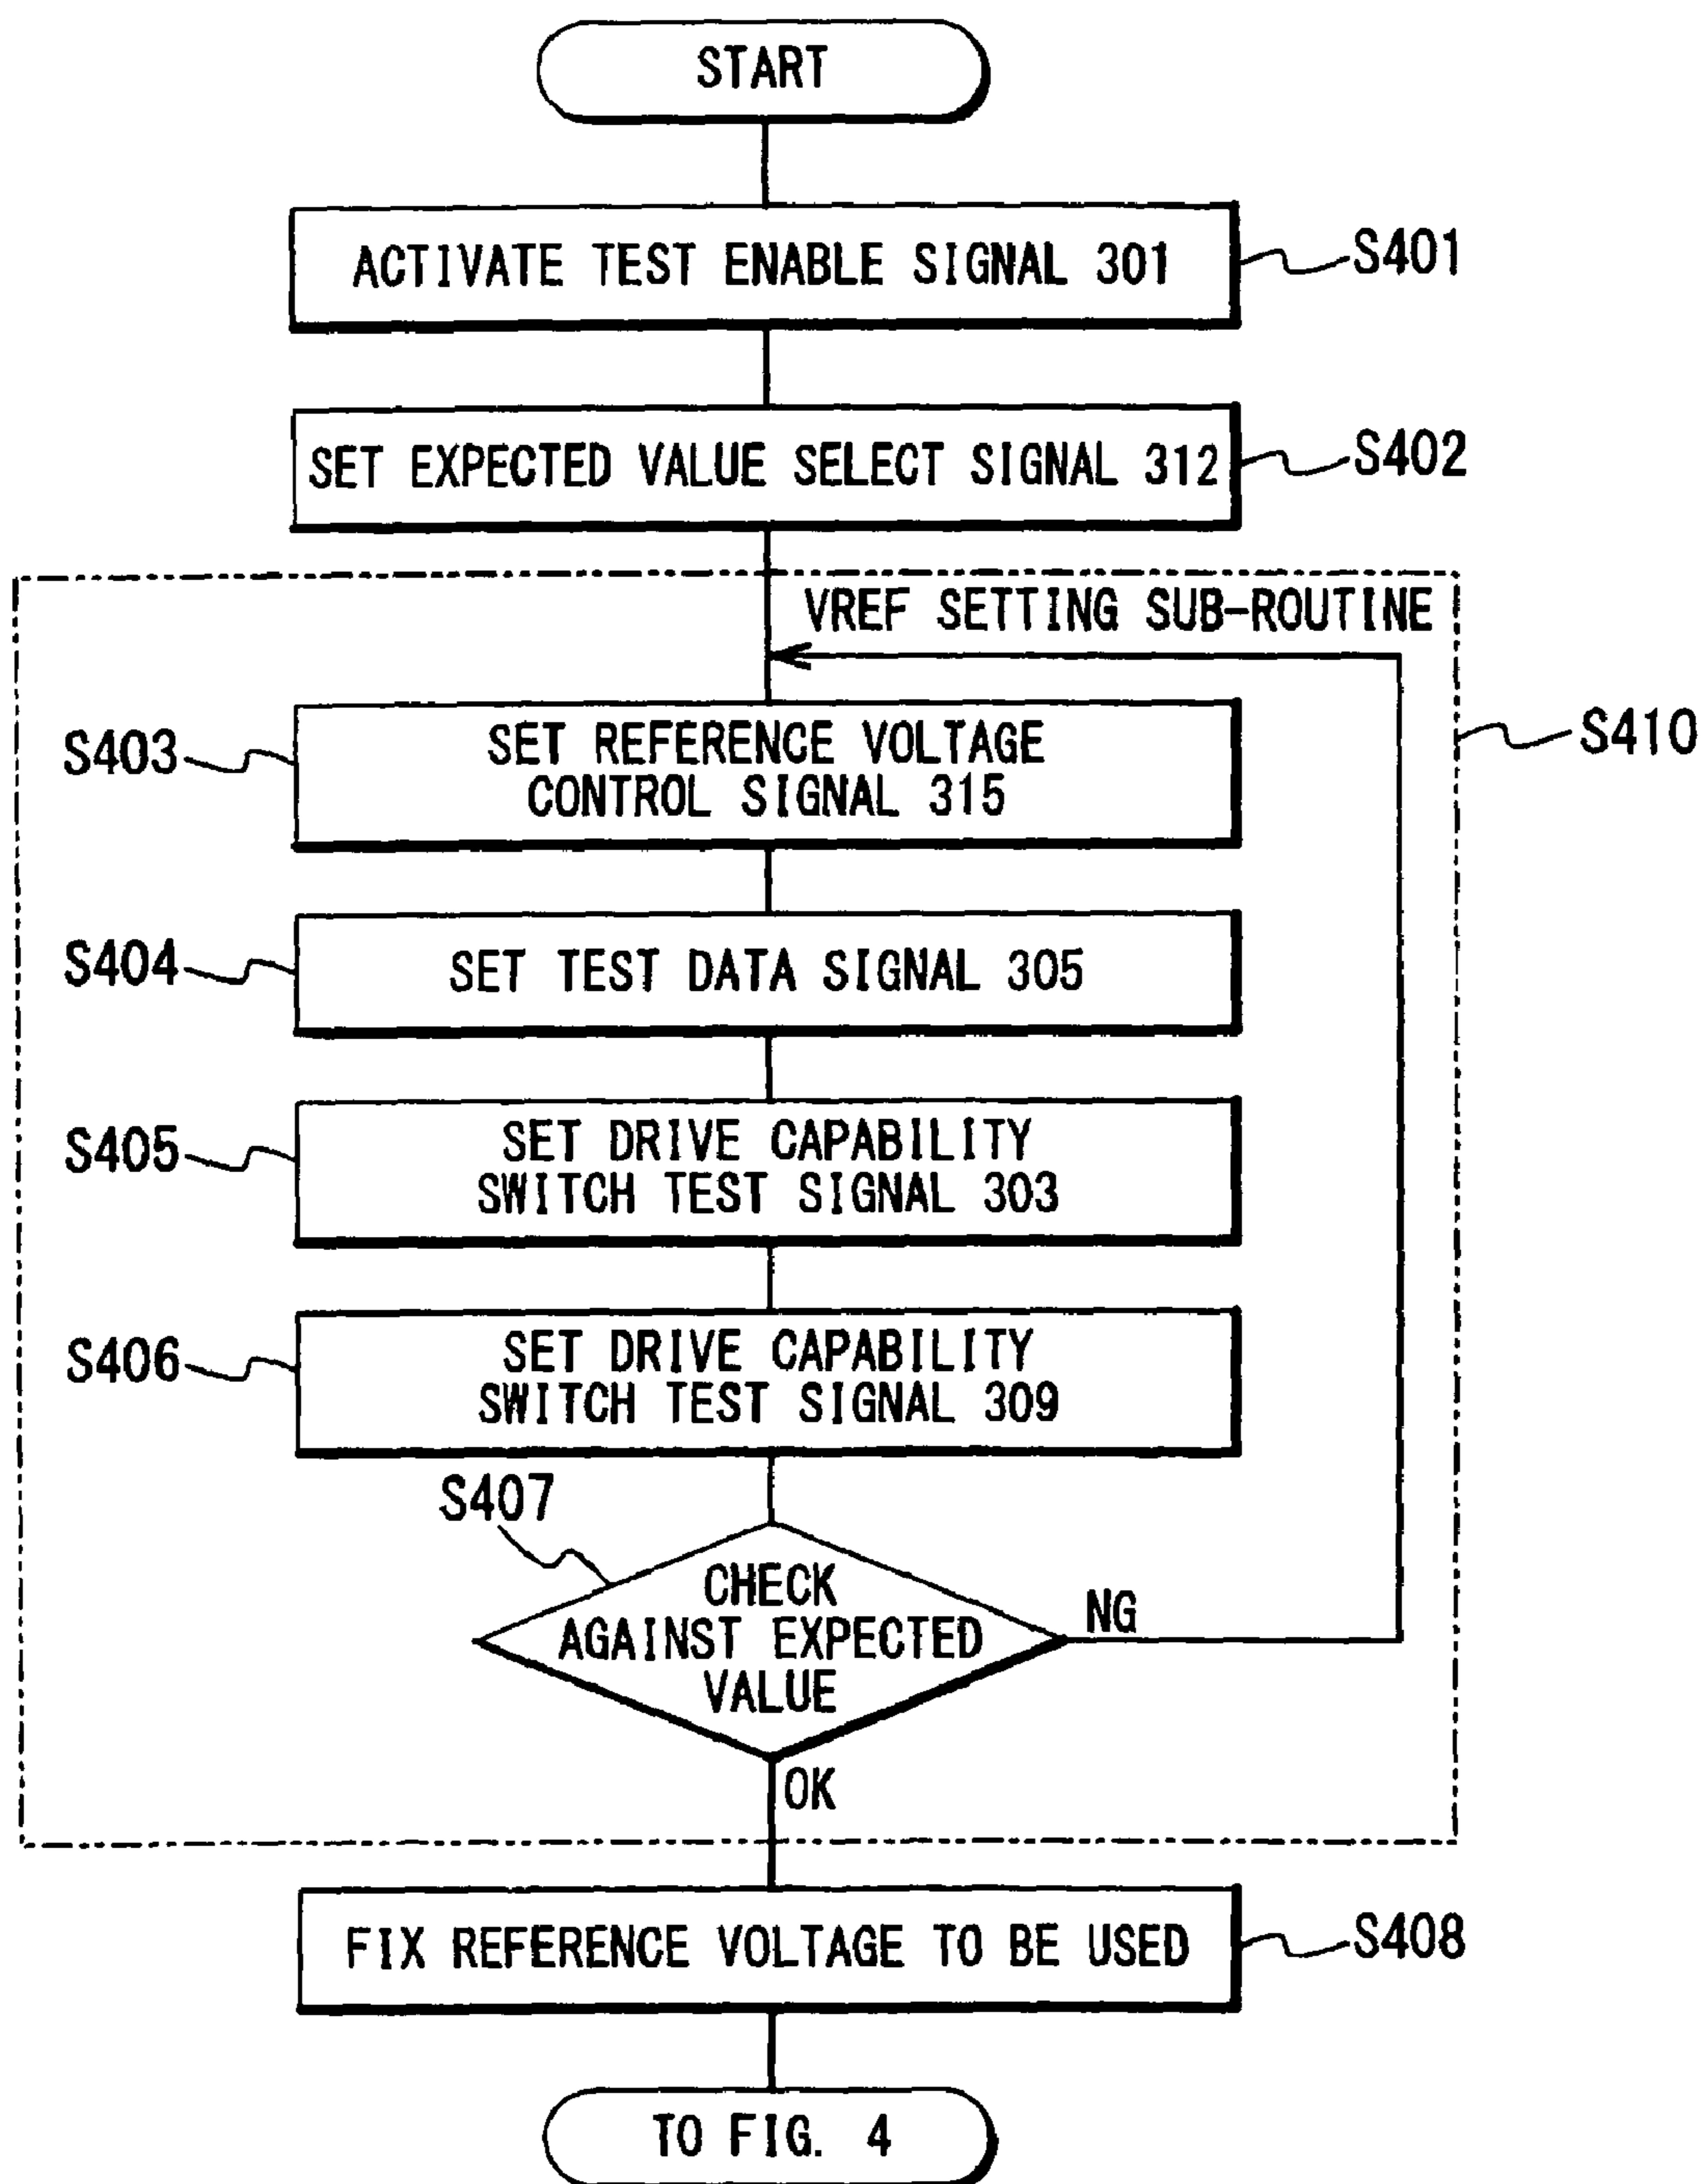 START
ACTIVATE TEST ENABLE SIGNAL 301
S401
SET EXPECTED VALUE SELECT SIGNAL 312
S402
VREF SETTING SUB-ROUTINE
S410
S403
SET REFERENCE VOLTAGE
CONTROL SIGNAL 315
S404
SET TEST DATA SIGNAL 305
S405
SET DRIVE CAPABILITY
SWITCH TEST SIGNAL 303
S406
SET DRIVE CAPABILITY
SWITCH TEST SIGNAL 309
S407
CHECK
AGAINST EXPECTED
VALUE
NG
OK
FIX REFERENCE VOLTAGE TO BE USED
S408
TO FIG. 4